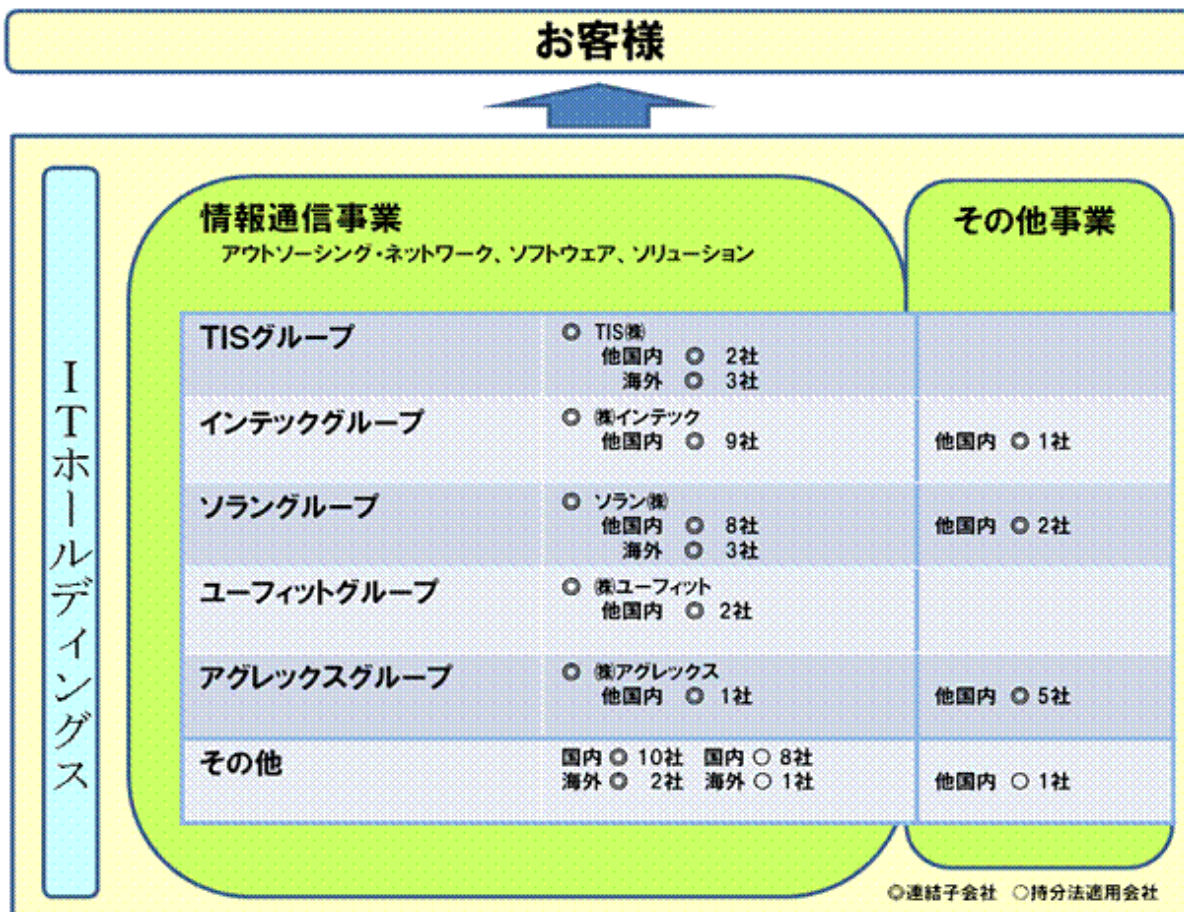 お客様
ITホールディングス
情報通信事業
アウトソーシング・ネットワーク、ソフトウェア、ソリューション
その他事業
TISグループ
◎ TIS㈱
他国内 ◎ 2社
海外 ◎ 3社
インテックグループ
◎ ㈱インテック
他国内 ◎ 9社
他国内 ◎ 1社
ソラングループ
◎ ソラン㈱
他国内 ◎ 8社
海外 ◎ 3社
他国内 ◎ 2社
ユーフィットグループ
◎ ㈱ユーフィット
他国内 ◎ 2社
アグレックスグループ
◎ ㈱アグレックス
他国内 ◎ 1社
他国内 ◎ 5社
その他
国内 ◎ 10社 国内 ○ 8社
海外 ◎ 2社 海外 ○ 1社
他国内 ○ 1社
◎連結子会社 ○持分法適用会社